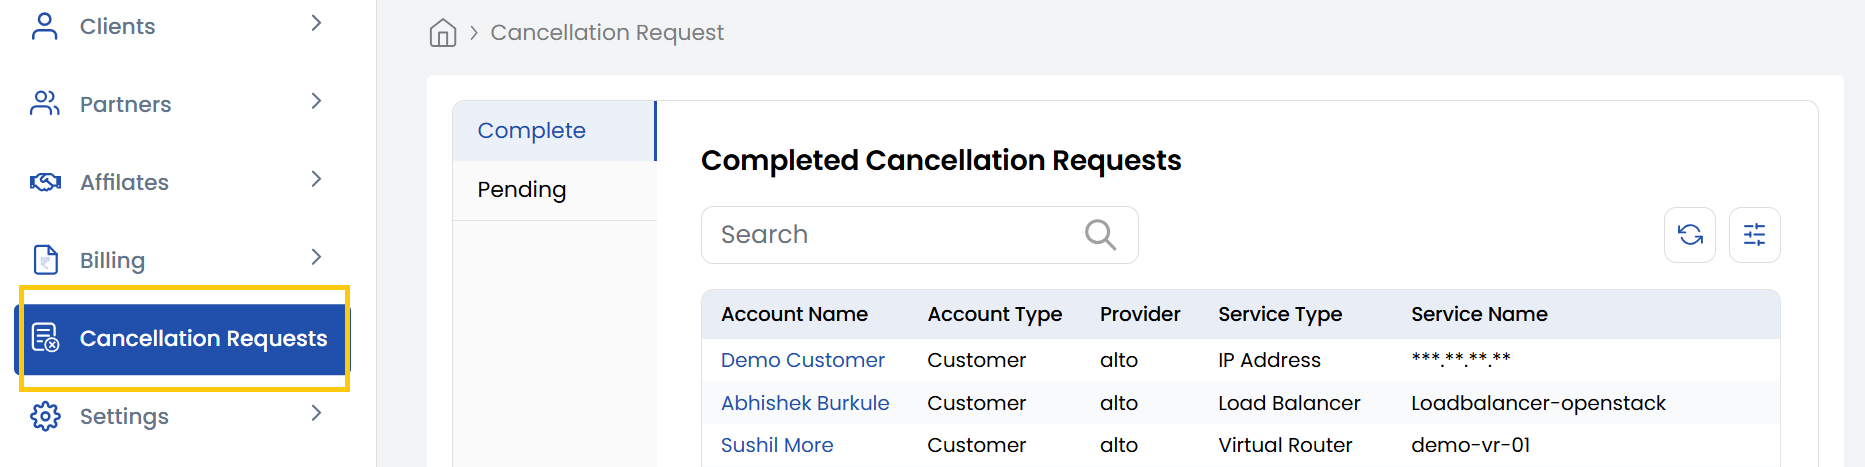 Clients
Partners
Affilates
Billing
Cancellation Requests
Settings
Cancellation Request
Complete
Pending
Completed Cancellation Requests
Search
Account Name Account Type Provider Service Type Service Name
Demo Customer Customer alto IP Address ***.**.**.**
Abhishek Burkule Customer alto Load Balancer Loadbalancer-openstack
Sushil More Customer alto Virtual Router demo-vr-01